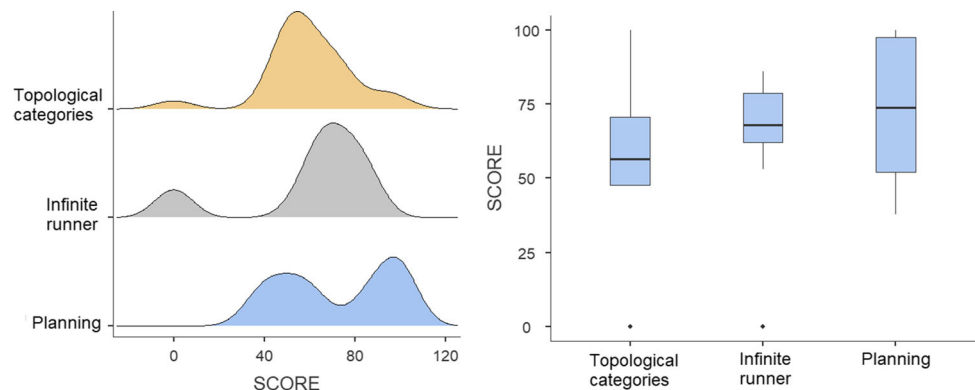 Topological
categories
Infinite
runner
Planning
0
40
80
120
SCORE
100
75
50
25
0
SCORE
Topological
categories
Infinite
runner
Planning